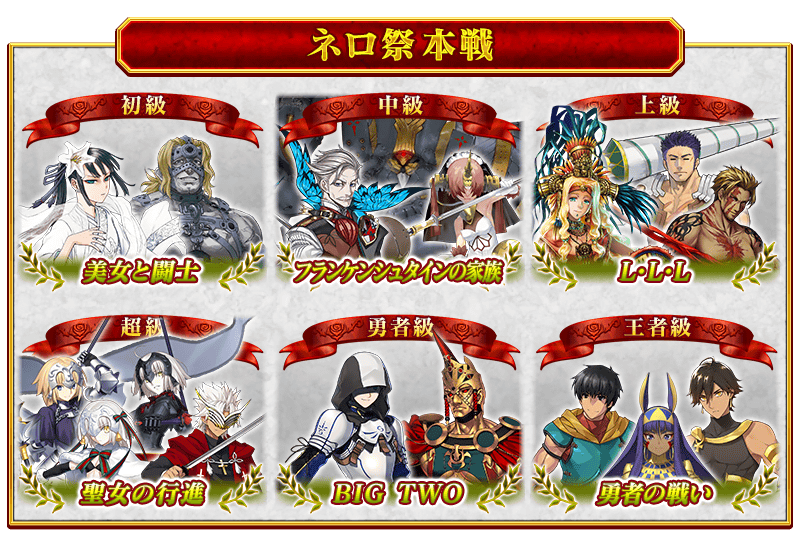 ネロ祭本戦
初級
中級
上級
美女と闘士
フランケンシュタインの家族
L・L・L
超級
勇者級
王者級
聖女の行進
BIG TWO
勇者の戦い